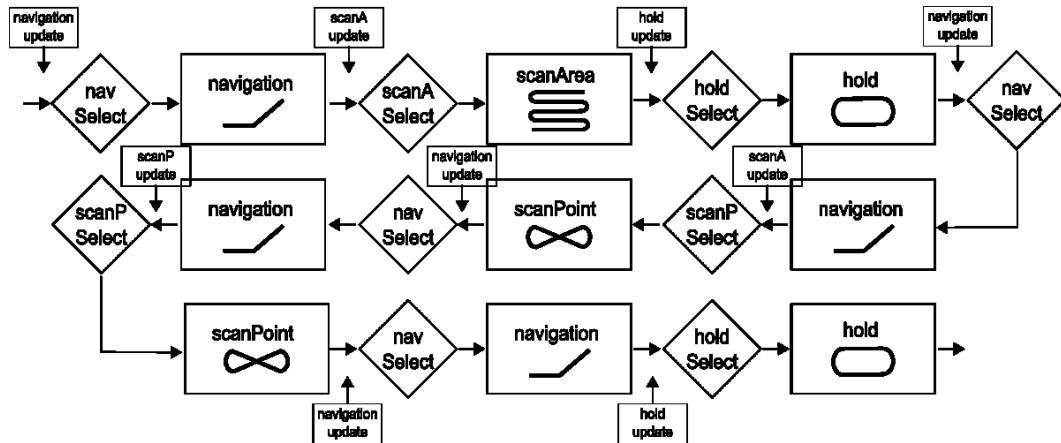 navigation
update
scanA
update
hold
update
navigation
update
nav
Select
navigation
scanA
Select
scanArea
hold
Select
hold
nav
Select
scanP
update
navigation
update
scanA
update
scanP
Select
navigation
nav
Select
scanPoint
scanP
Select
navigation
scanPoint
nav
Select
navigation
hold
Select
hold
navigation
update
hold
update